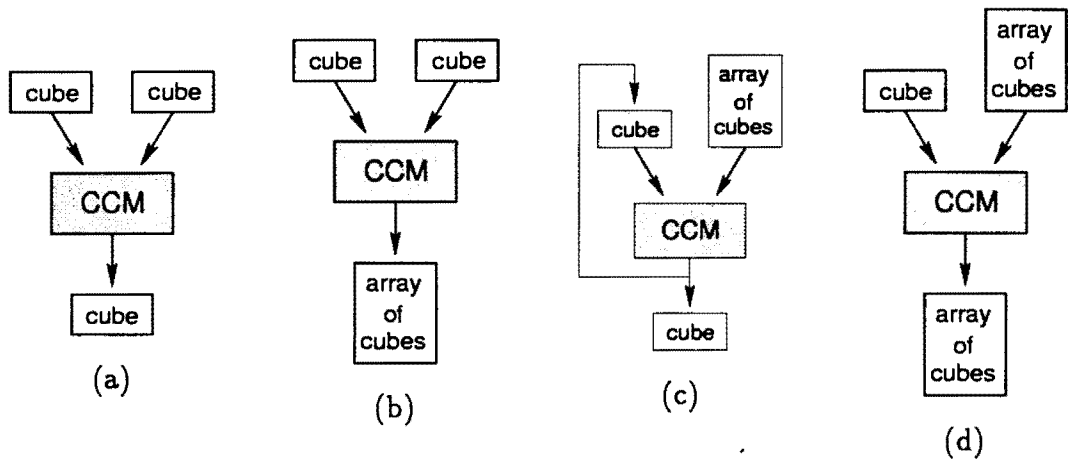 cube
cube
CCM
cube
(a)
cube
cube
CCM
array
of
cubes
(b)
cube
array
of
cubes
CCM
cube
(c)
cube
array
of
cubes
CCM
array
of
cubes
(d)